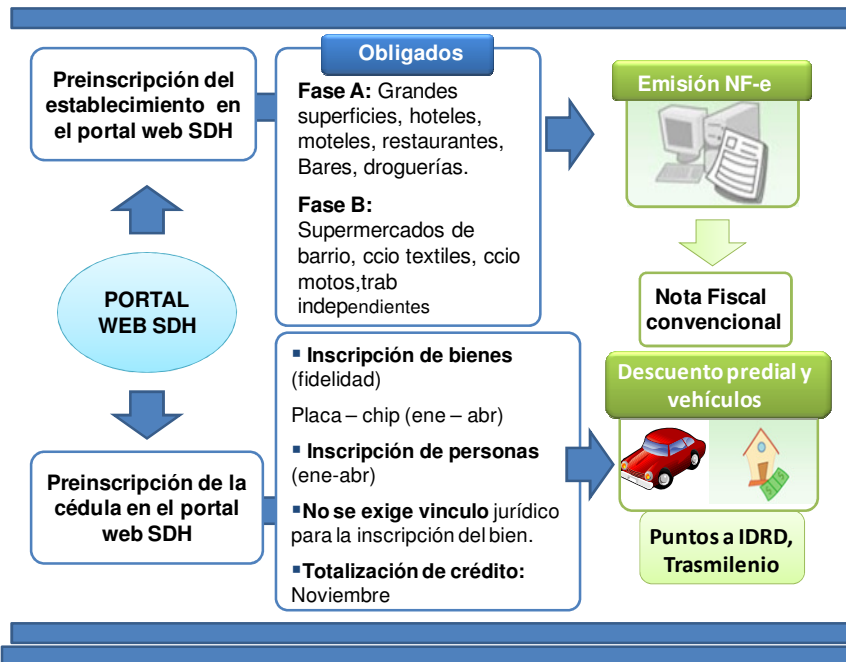 Preinscripción del
establecimiento en
el portal web SDH
Obligados
Fase A: Grandes
superficies, hoteles,
moteles, restaurantes,
Bares, droguerías.
Fase B:
Supermercados de
barrio, ccio textiles, ccio
motos,trab
independientes
Emisión NF-e
Nota Fiscal
convencional
PORTAL
WEB SDH
Preinscripción de la
cédula en el portal
web SDH
▪ Inscripción de bienes
(fidelidad)
Placa – chip (ene – abr)
▪ Inscripción de personas
(ene-abr)
▪No se exige vinculo jurídico
para la inscripción del bien.
▪Totalización de crédito:
Noviembre
Descuento predial y
vehículos
Puntos a IDRD,
Trasmilenio